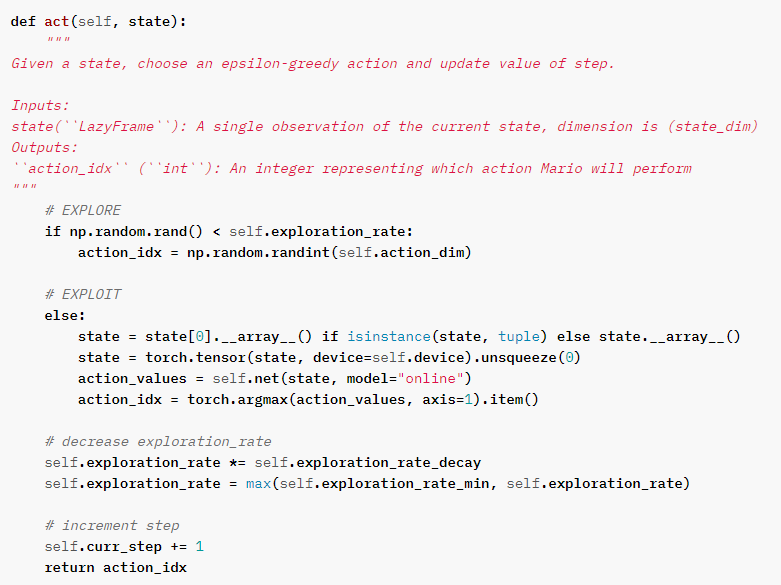 def act(self, state):
    """
Given a state, choose an epsilon-greedy action and update value of step.

Inputs:
state(``LazyFrame``): A single observation of the current state, dimension is (state_dim)
Outputs:
``action_idx`` (``int``): An integer representing which action Mario will perform
"""
    # EXPLORE
    if np.random.rand() < self.exploration_rate:
        action_idx = np.random.randint(self.action_dim)

    # EXPLOIT
    else:
        state = state[0].__array__() if isinstance(state, tuple) else state.__array__()
        state = torch.tensor(state, device=self.device).unsqueeze(0)
        action_values = self.net(state, model="online")
        action_idx = torch.argmax(action_values, axis=1).item()

    # decrease exploration_rate
    self.exploration_rate *= self.exploration_rate_decay
    self.exploration_rate = max(self.exploration_rate_min, self.exploration_rate)

    # increment step
    self.curr_step += 1
    return action_idx